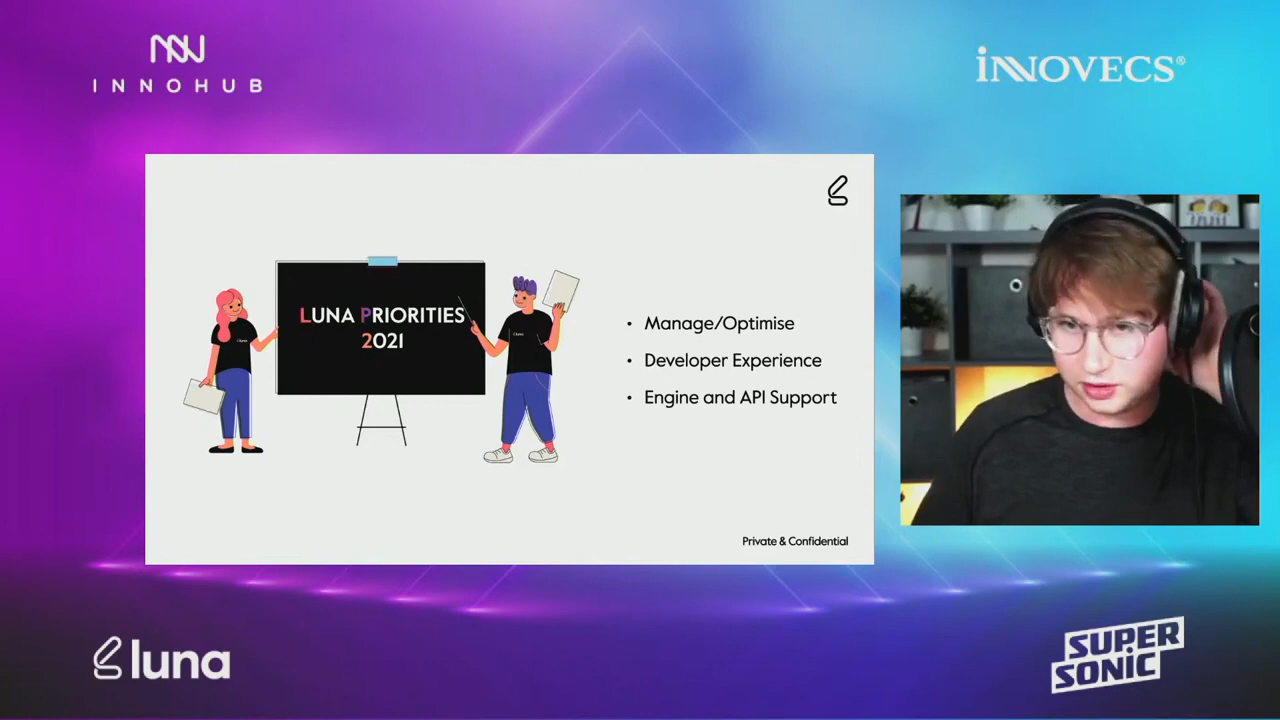 INNOHUB
iNNOVECS®
LUNA PRIORITIES
2021
• Manage/Optimise
• Developer Experience
• Engine and API Support
Private & Confidential
luna
SUPER
SONIC